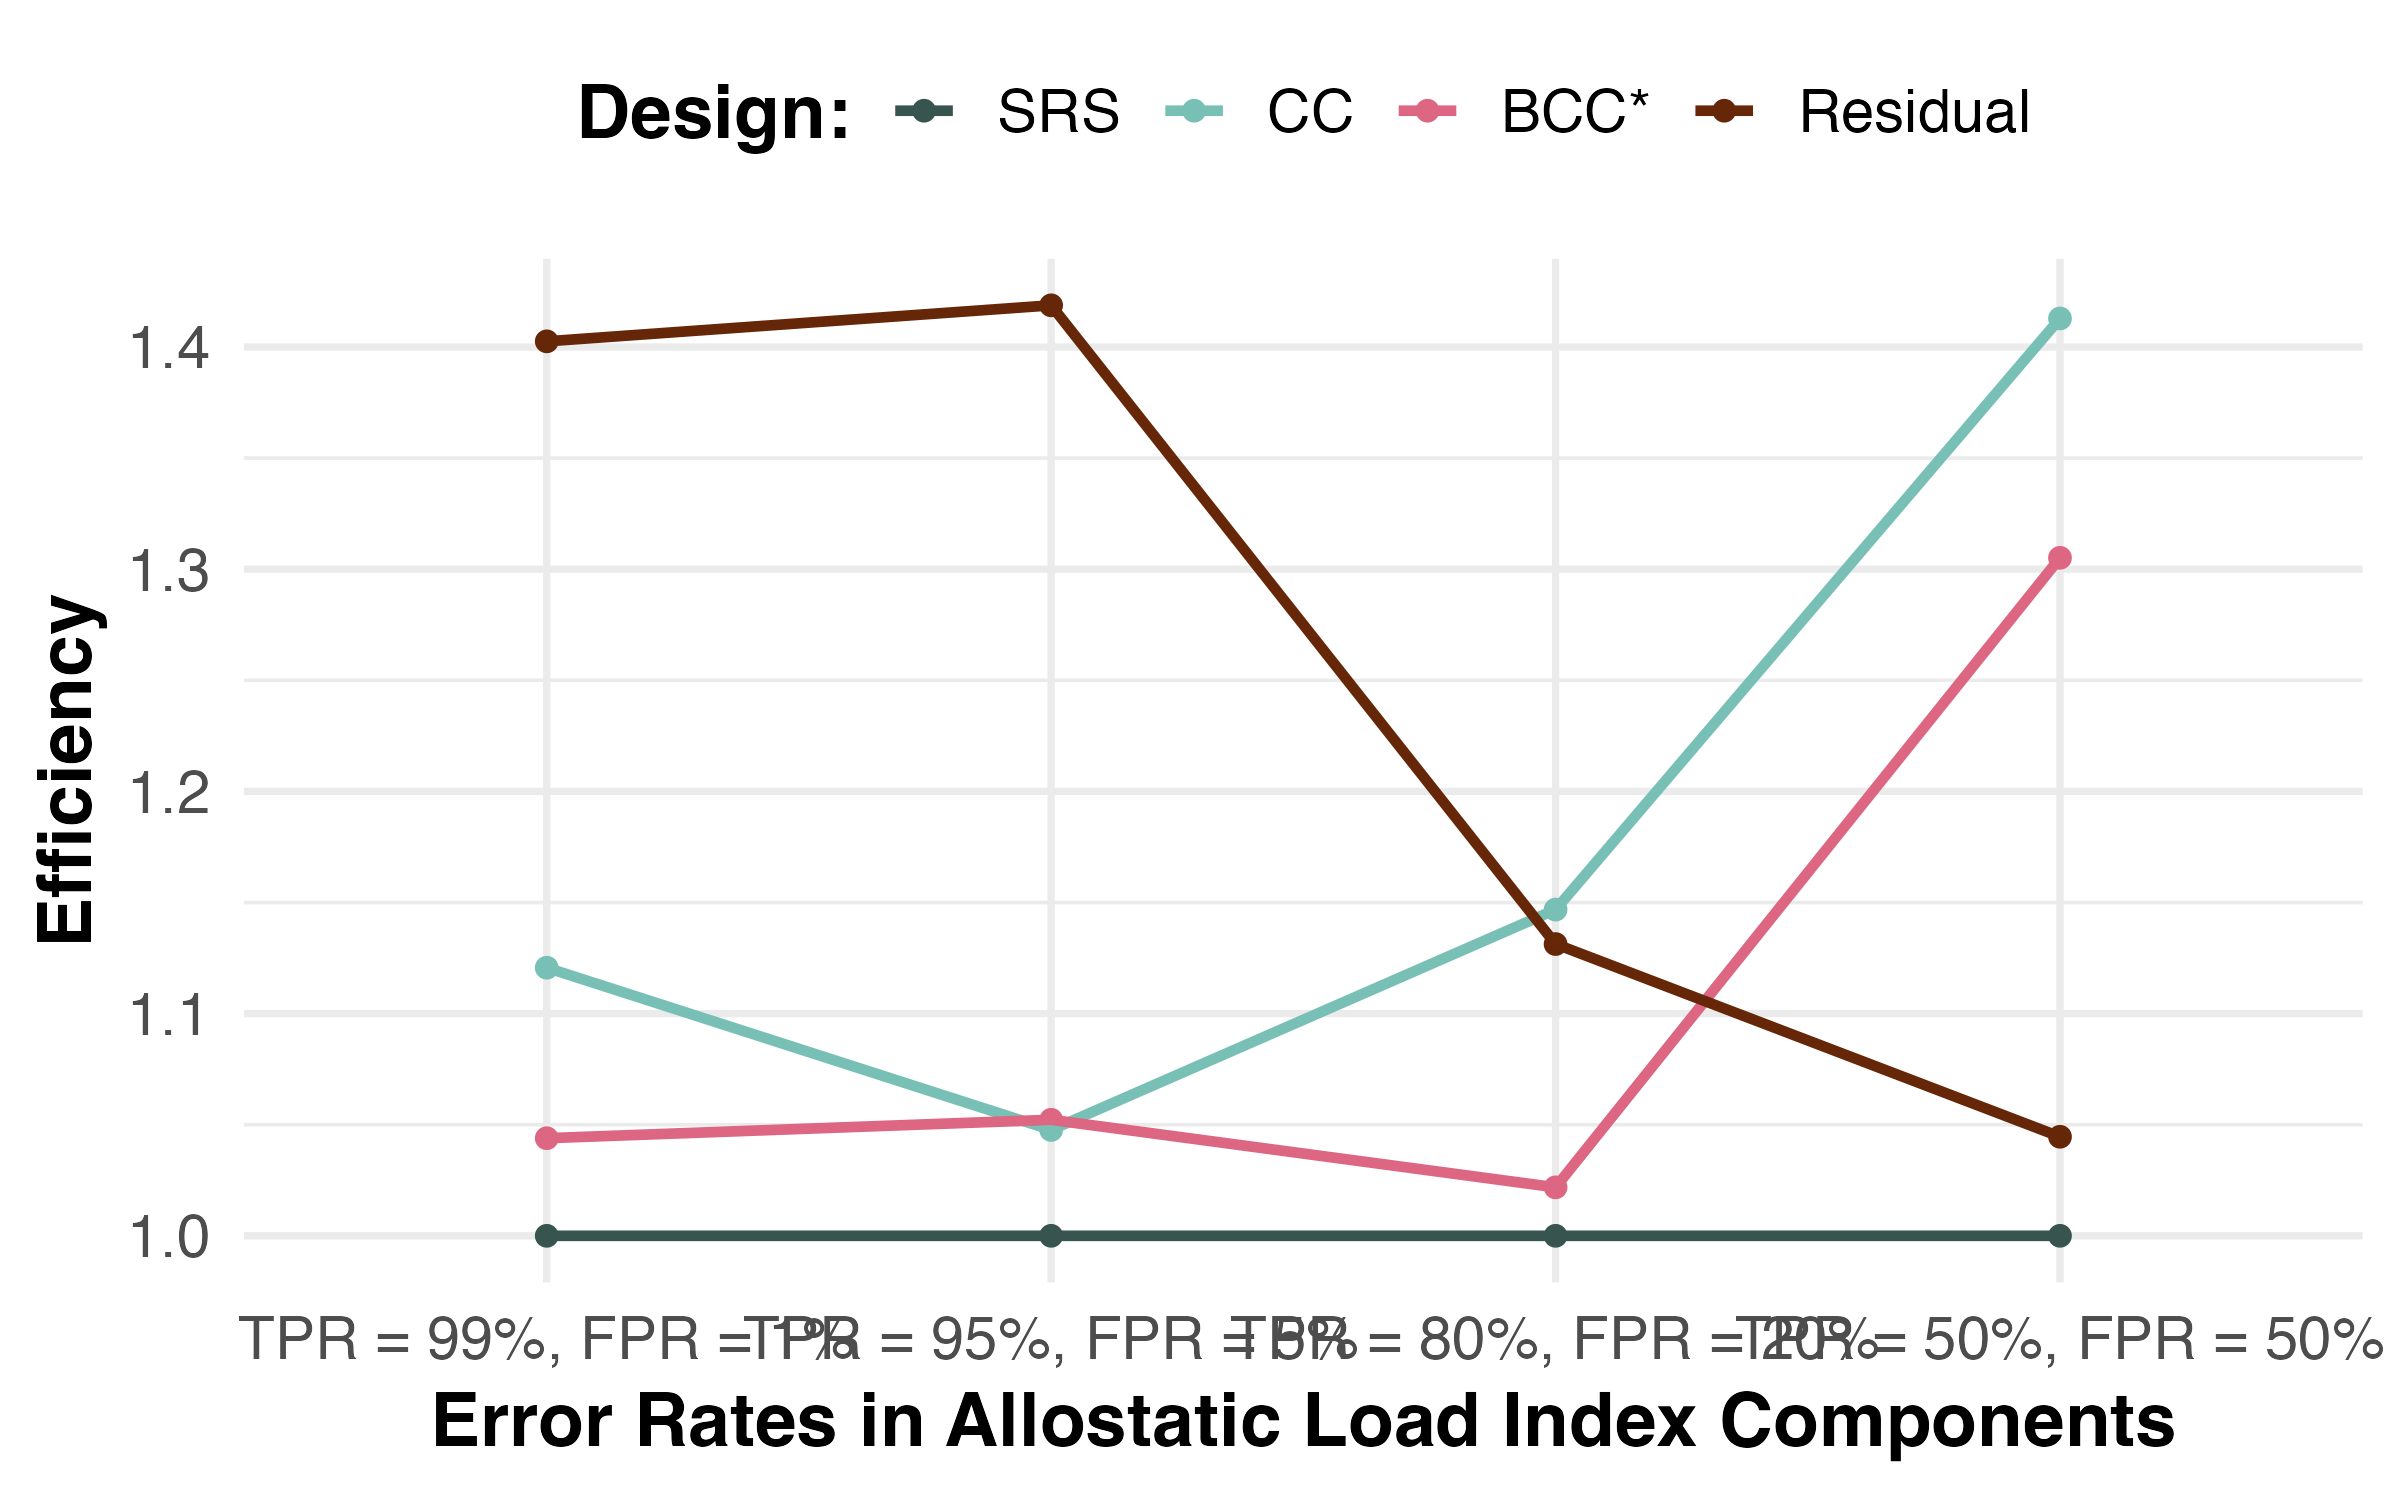 Design: SRS CC BCC* Residual
Efficiency
1.4
1.3
1.2
1.1
1.0
TPR = 99%, FPR = 1% TPR = 95%, FPR = 5% TPR = 80%, FPR = 20% TPR = 50%, FPR = 50%
Error Rates in Allostatic Load Index Components